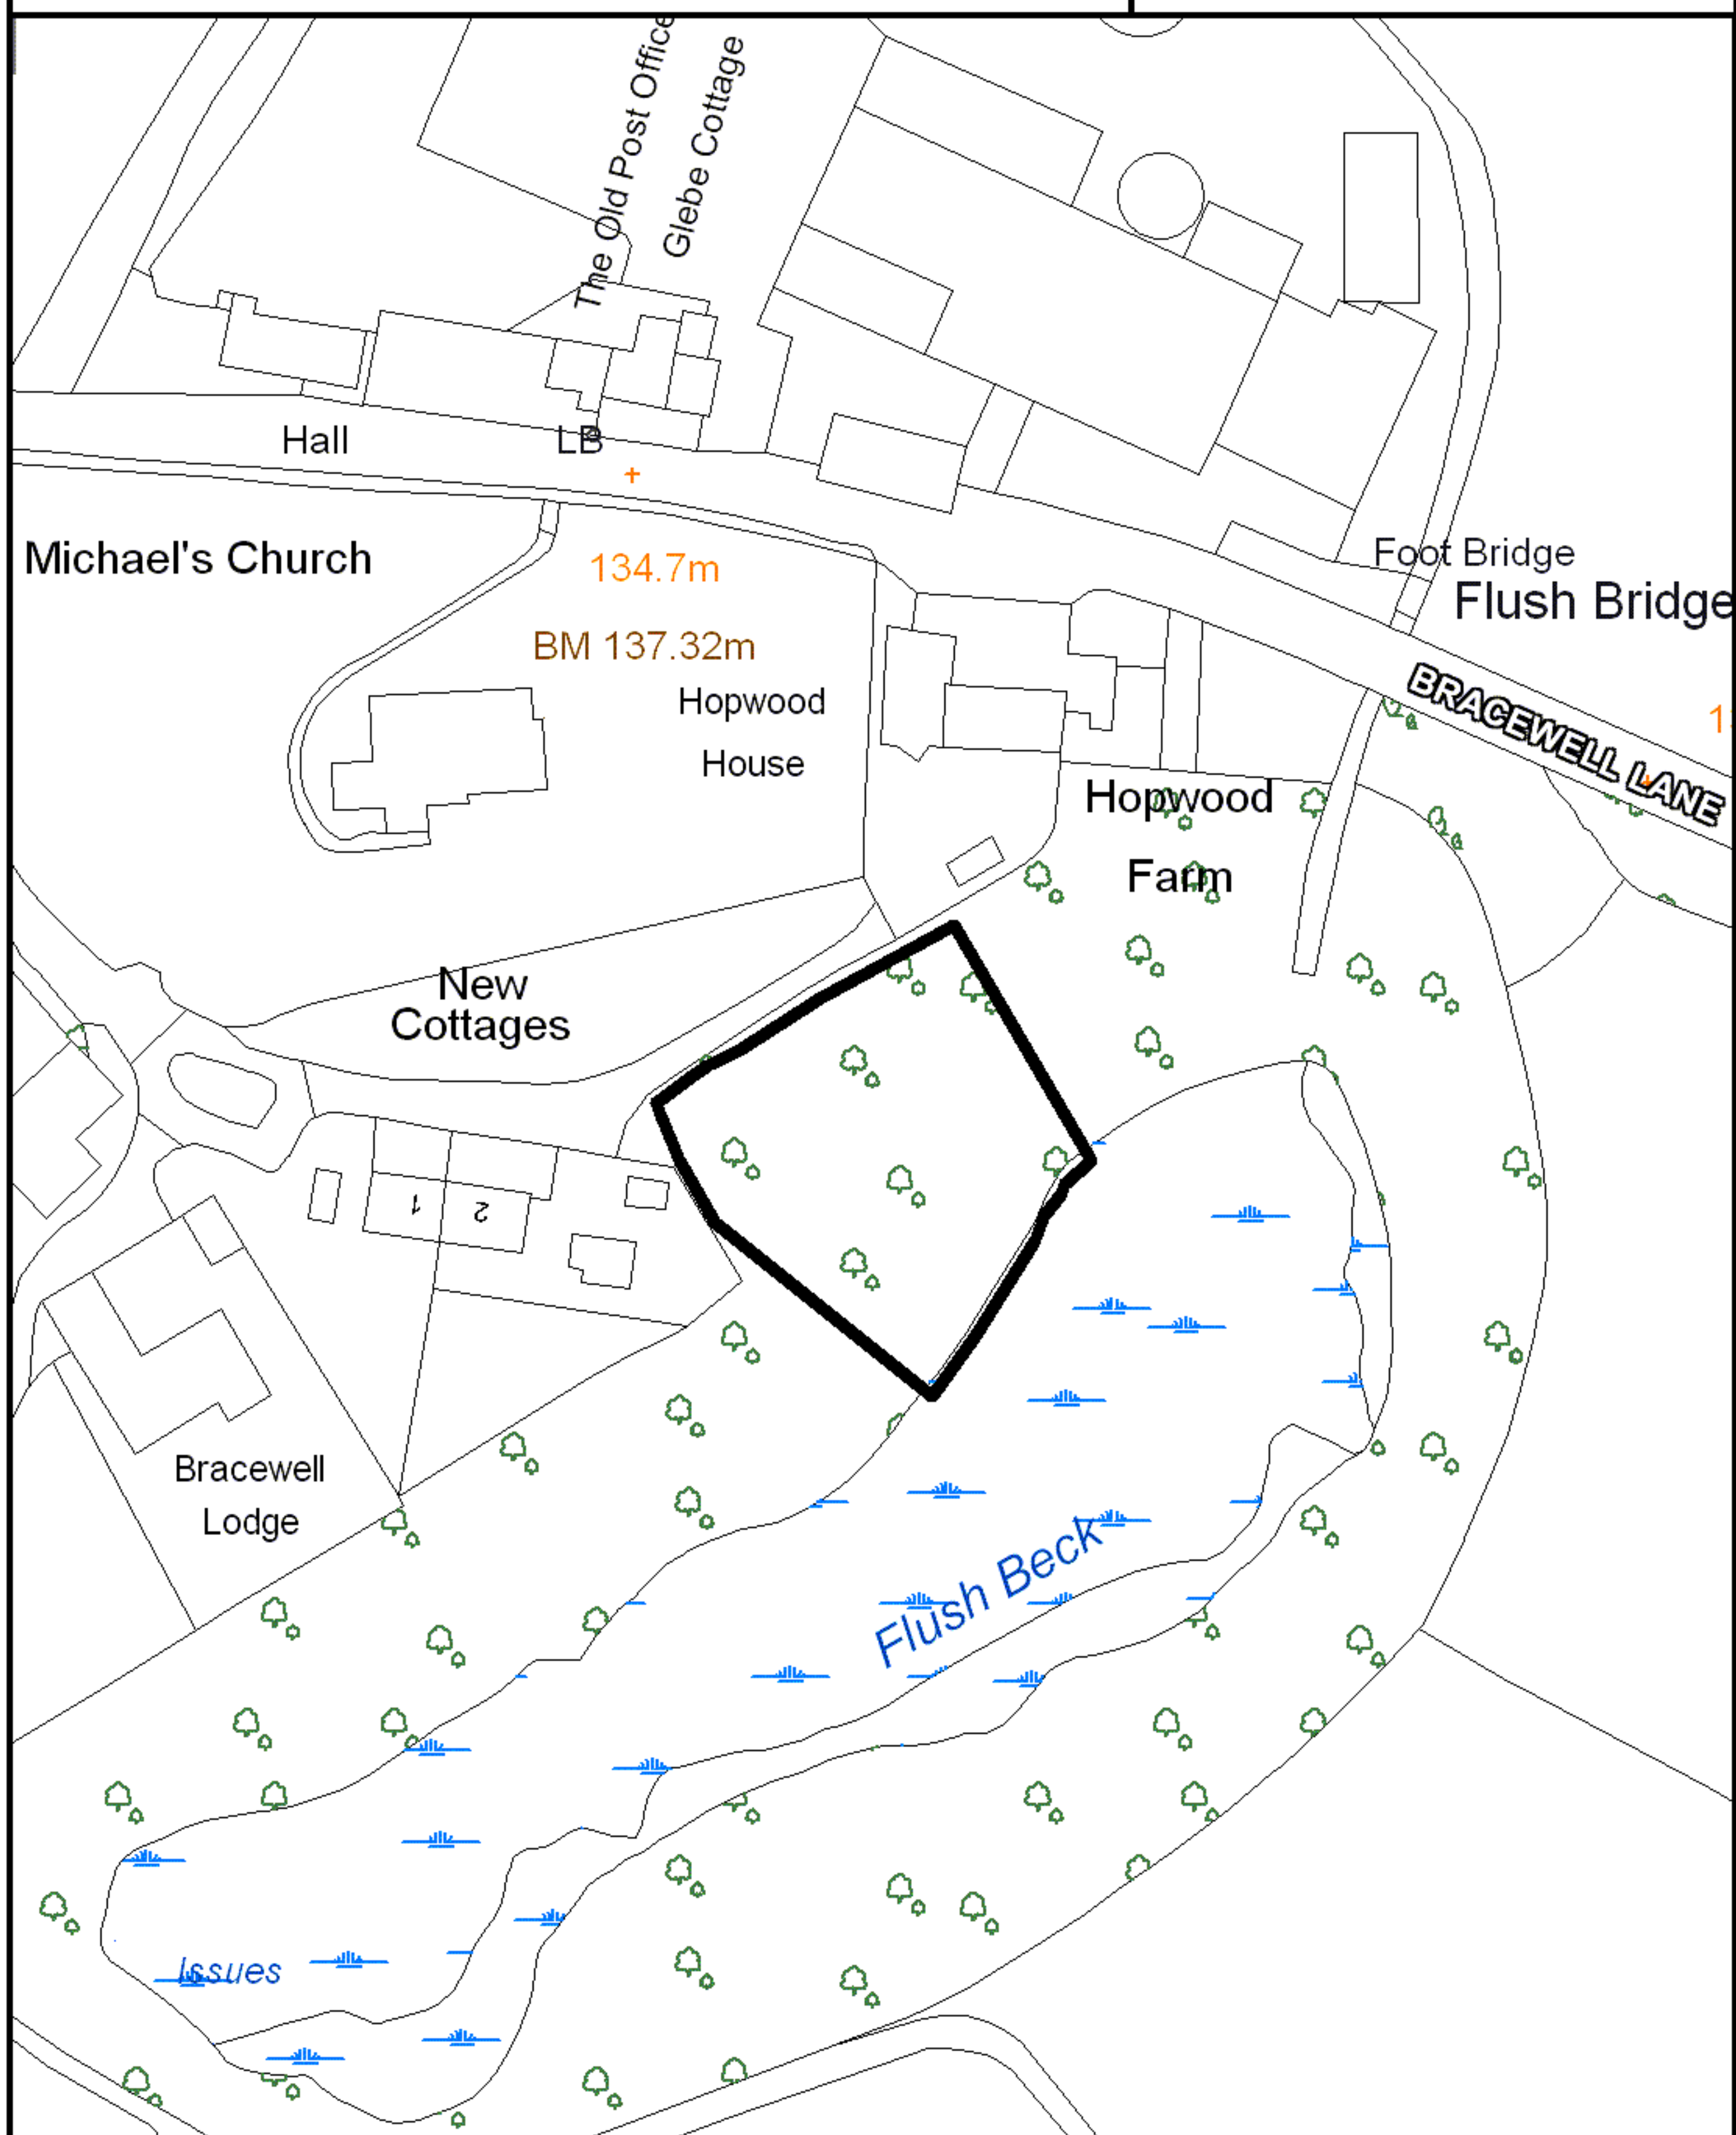 The Old Post Office
Glebe Cottage
Hall
LB
Michael's Church
134.7m
Foot Bridge
Flush Bridge
BM 137.32m
Hopwood
House
BRACEWELL LANE
Hopwood
Farm
New
Cottages
1
2
Bracewell
Lodge
Flush Beck
Issues